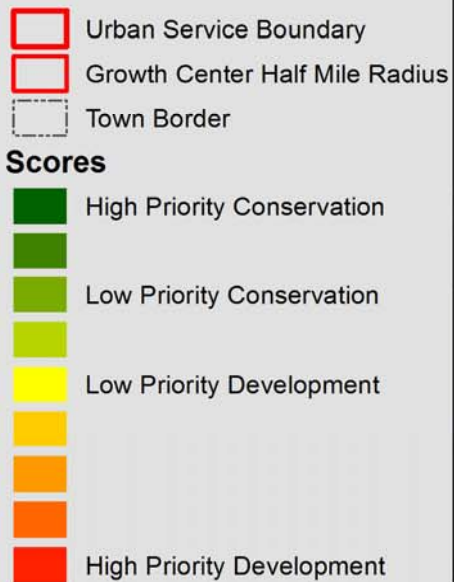 Urban Service Boundary
Growth Center Half Mile Radius
Town Border
Scores
High Priority Conservation
Low Priority Conservation
Low Priority Development
High Priority Development